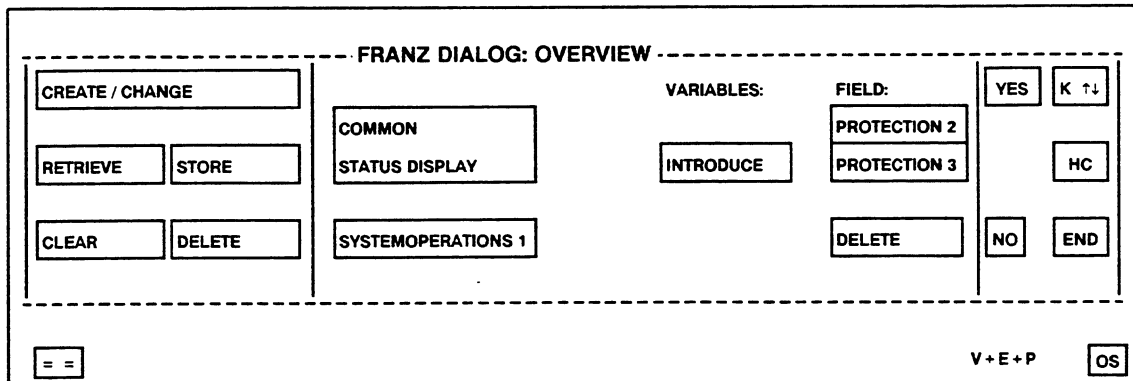 FRANZ DIALOG: OVERVIEW
CREATE / CHANGE
VARIABLES: FIELD:
YES K ↑↓
COMMON
PROTECTION 2
RETRIEVE STORE STATUS DISPLAY INTRODUCE PROTECTION 3 HC
CLEAR DELETE SYSTEMOPERATIONS 1 DELETE NO END
= = V + E + P OS